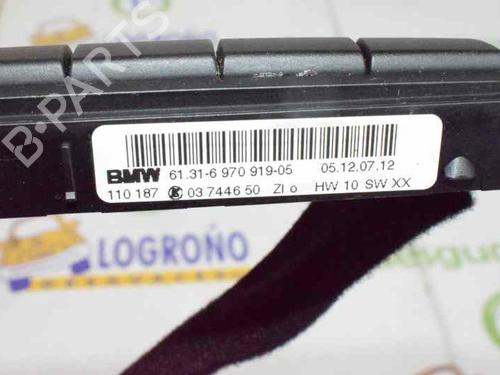 B-PARTS
BMW 61.31-6 970 919-05 05.12.07.12
110 187 03 7446 50 ZI o HW 10 SW XX
LOGROÑO